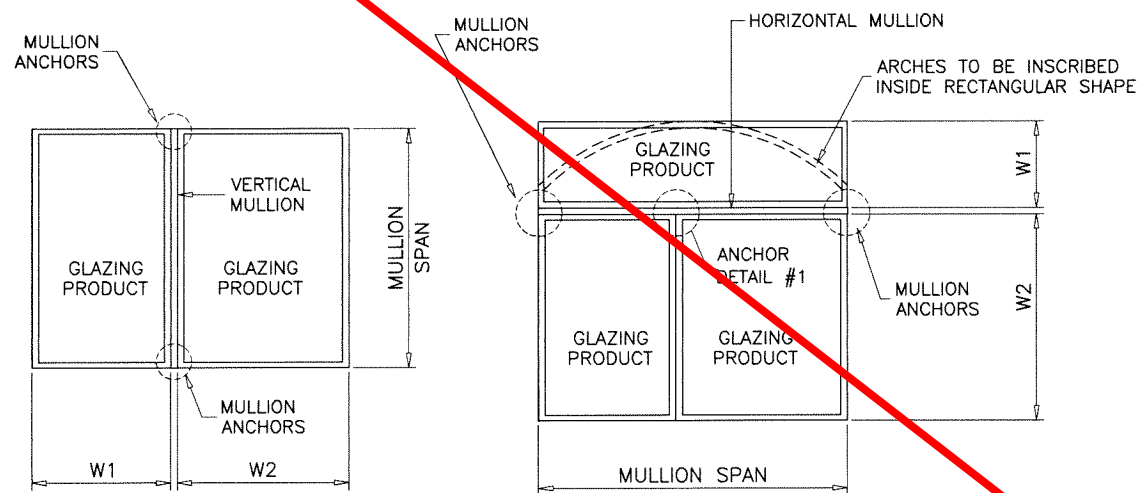 MULLION
ANCHORS
VERTICAL
MULLION
GLAZING
PRODUCT
GLAZING
PRODUCT
MULLION
SPAN
MULLION
ANCHORS
W1
W2
MULLION
ANCHORS
HORIZONTAL MULLION
ARCHES TO BE INSCRIBED
INSIDE RECTANGULAR SHAPE
GLAZING
PRODUCT
W1
ANCHOR
DETAIL #1
MULLION
ANCHORS
GLAZING
PRODUCT
GLAZING
PRODUCT
W2
MULLION SPAN